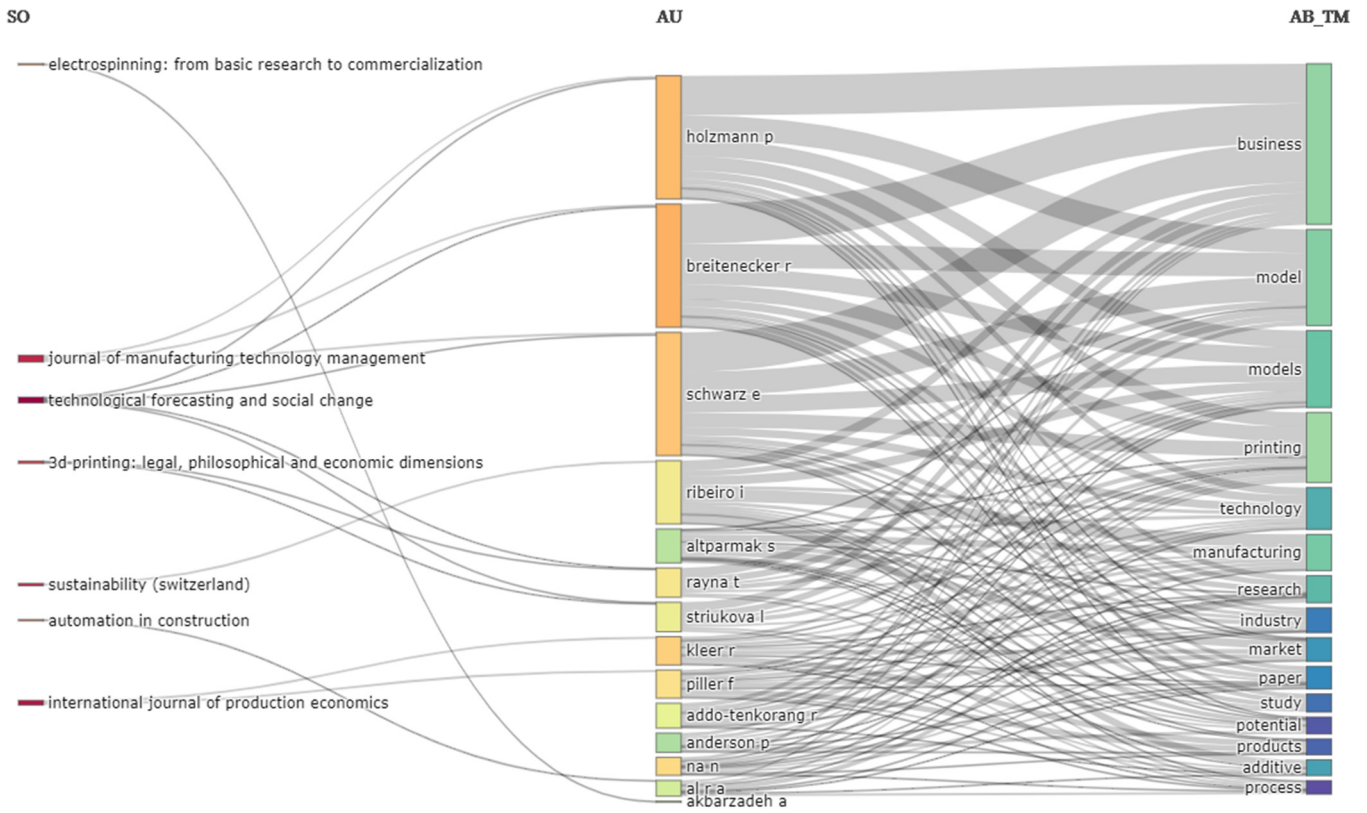 SO
AU
AB_TM
electrospinning: from basic research to commercialization
journal of manufacturing technology management
technological forecasting and social change
3d printing: legal, philosophical and economic dimensions
sustainability (switzerland)
automation in construction
international journal of production economics
holzmann p
breitenecker r
schwarz e
ribeiro i
altparmak s
rayna t
striukova l
kleer r
piller f
addo-tenkorang r
anderson p
na n
al r a
akbarzadeh a
business
model
models
printing
technology
manufacturing
research
industry
market
paper
study
potential
products
additive
process